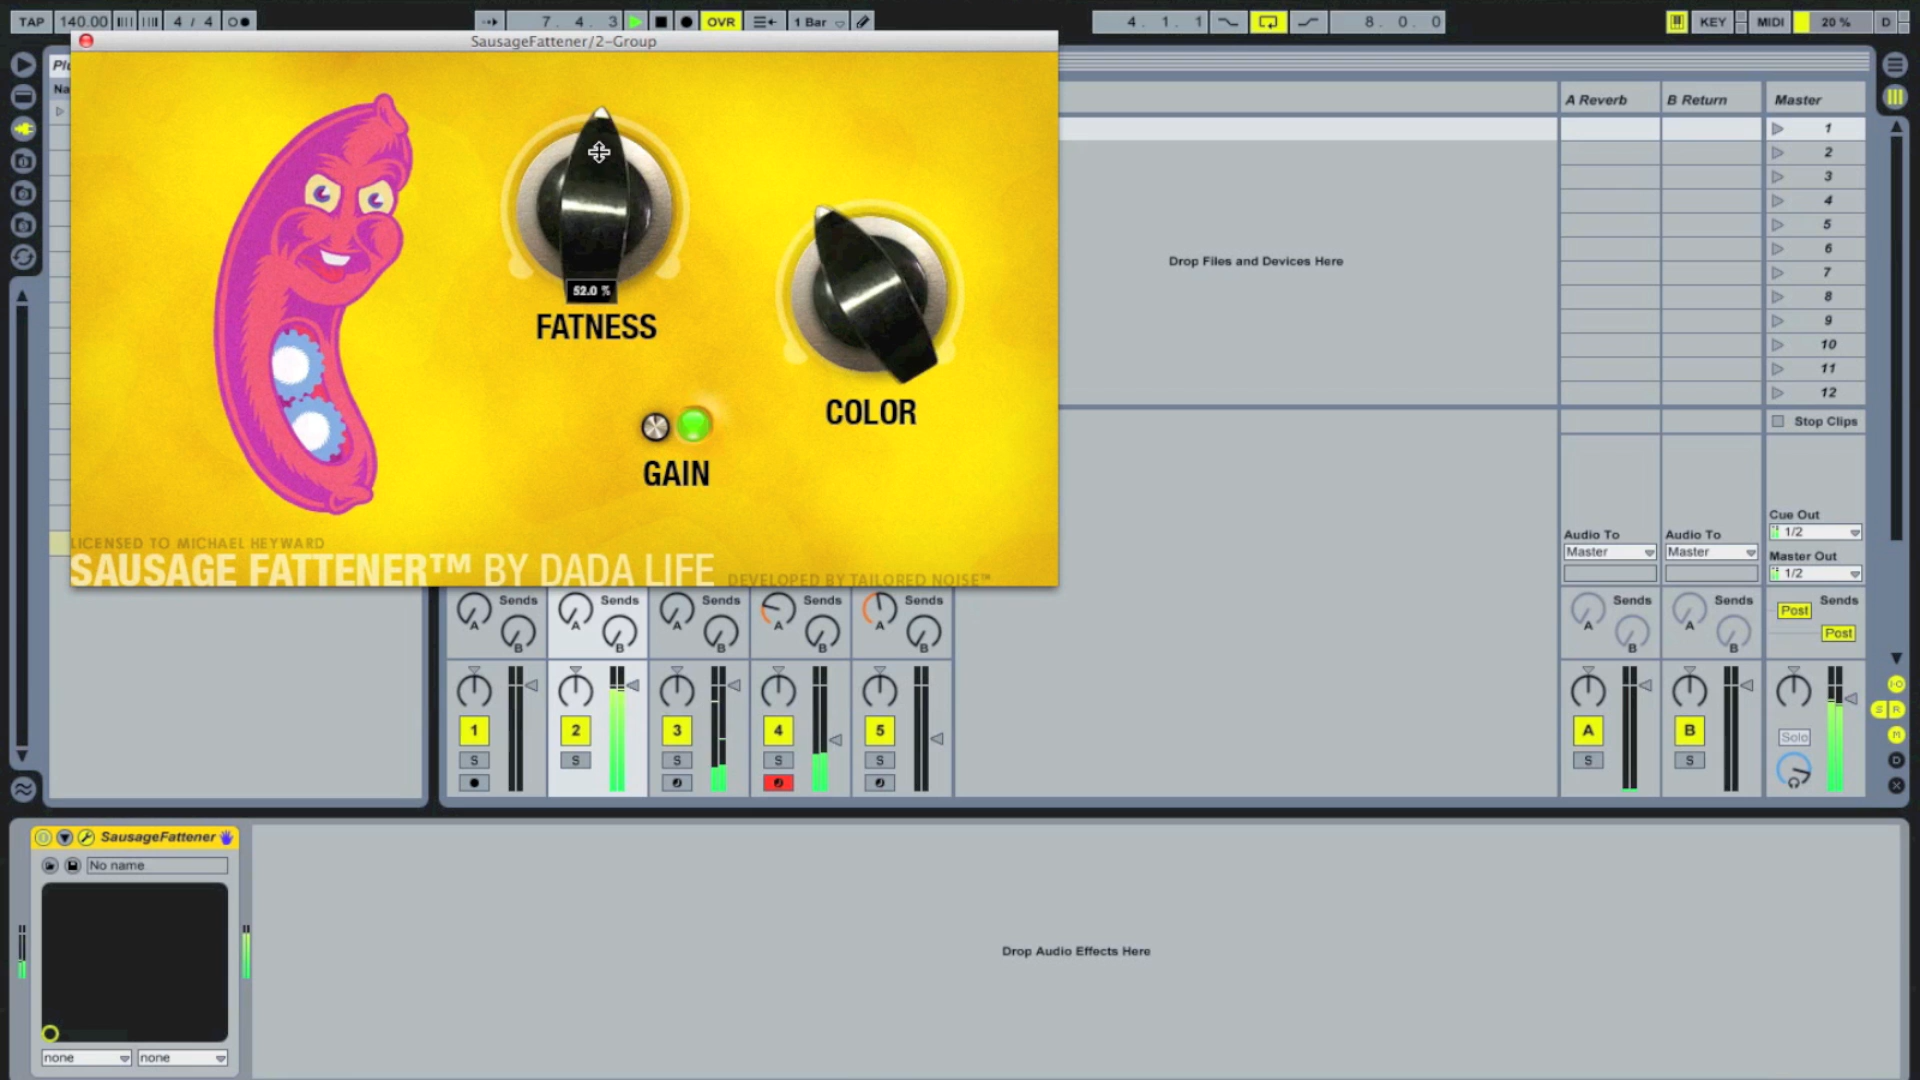 TAP 140.00 4 / 4 7. 4. 3 OVR 1 Bar 4. 1. 1 8. 0. 0 KEY MIDI 20 % D
SausageFattener/2-Group
Na
A Reverb B Return Master
52.0 %
FATNESS
COLOR
GAIN
LICENSED TO MICHAEL HEYWARD
SAUSAGE FATTENER™ BY DADA LIFE DEVELOPED BY TAILORED NOISE™
Drop Files and Devices Here
1
2
3
4
5
6
7
8
9
10
11
12
Stop Clips
Cue Out
1/2
Audio To Audio To Master Out
Master Master 1/2
Sends Sends Sends Sends Sends Sends Sends Sends
A A A A A A A Post
B B B B B B B Post
1 2 3 4 5 A B Solo
S S S S S S S
S R
M
D
X
SausageFattener
No name
Drop Audio Effects Here
none none